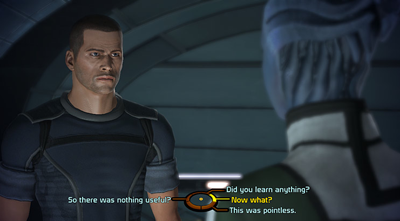 Did you learn anything?
So there was nothing useful?
Now what?
This was pointless.